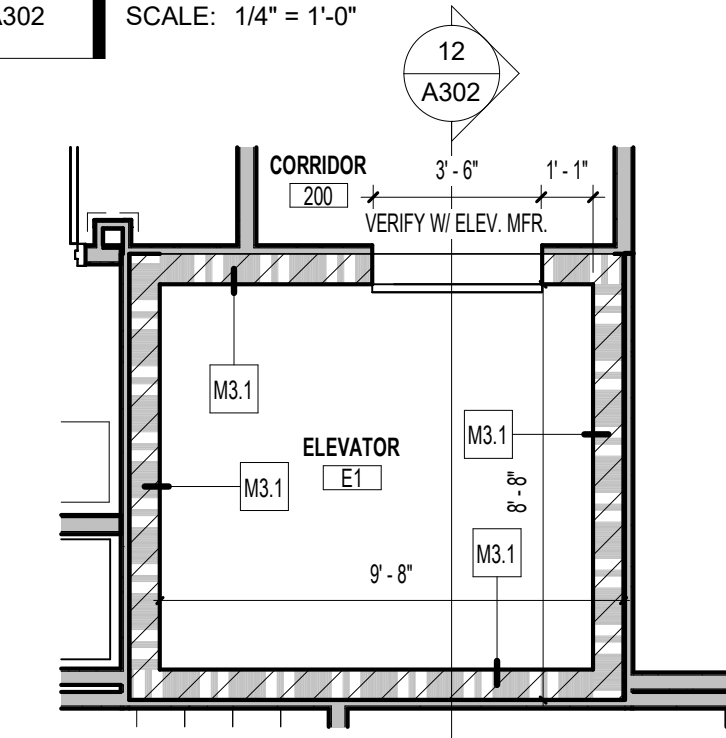 A302
SCALE: 1/4" = 1'-0"
12
A302
CORRIDOR
200
3' - 6"
1' - 1"
VERIFY W/ ELEV. MFR.
M3.1
M3.1
ELEVATOR
E1
M3.1
8' - 8"
M3.1
9' - 8"